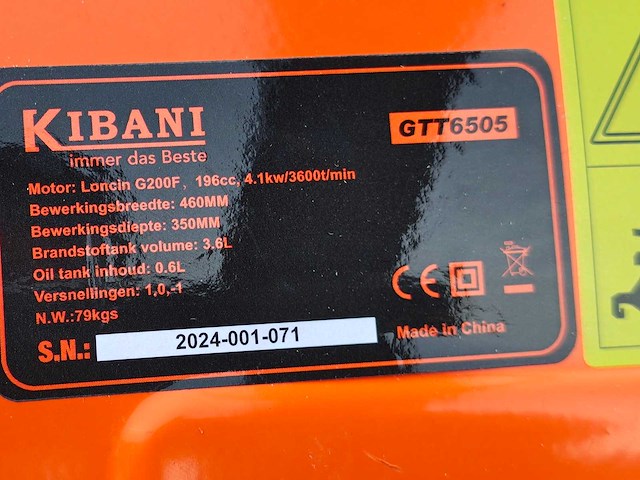 KIBANI
immer das Beste
GTT6505
Motor: Loncin G200F, 196cc, 4.1kw/3600t/min
Bewerkingsbreedte: 460MM
Bewerkingsdiepte: 350MM
Brandstoftank volume: 3.6L
Oil tank inhoud: 0.6L
Versnellingen: 1,0,-1
N.W.:79kgs
CE
S.N.: 2024-001-071
Made in China